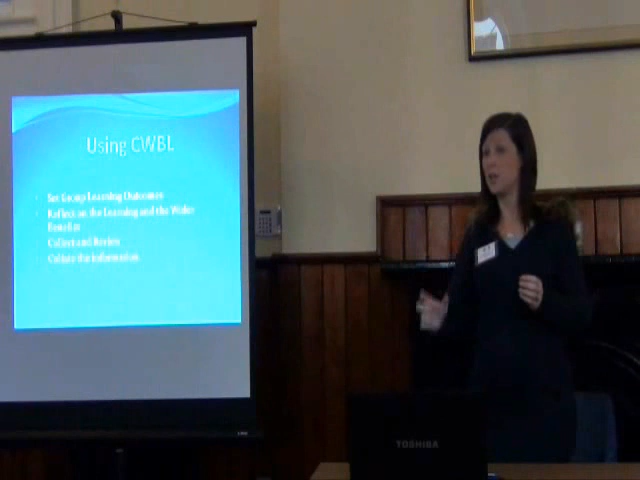 Using CWBL
Set Group Learning Outcomes
Reflect on the Learning and the Wider
Benefits
Collect and Review
Collate the Information
TOSHIBA